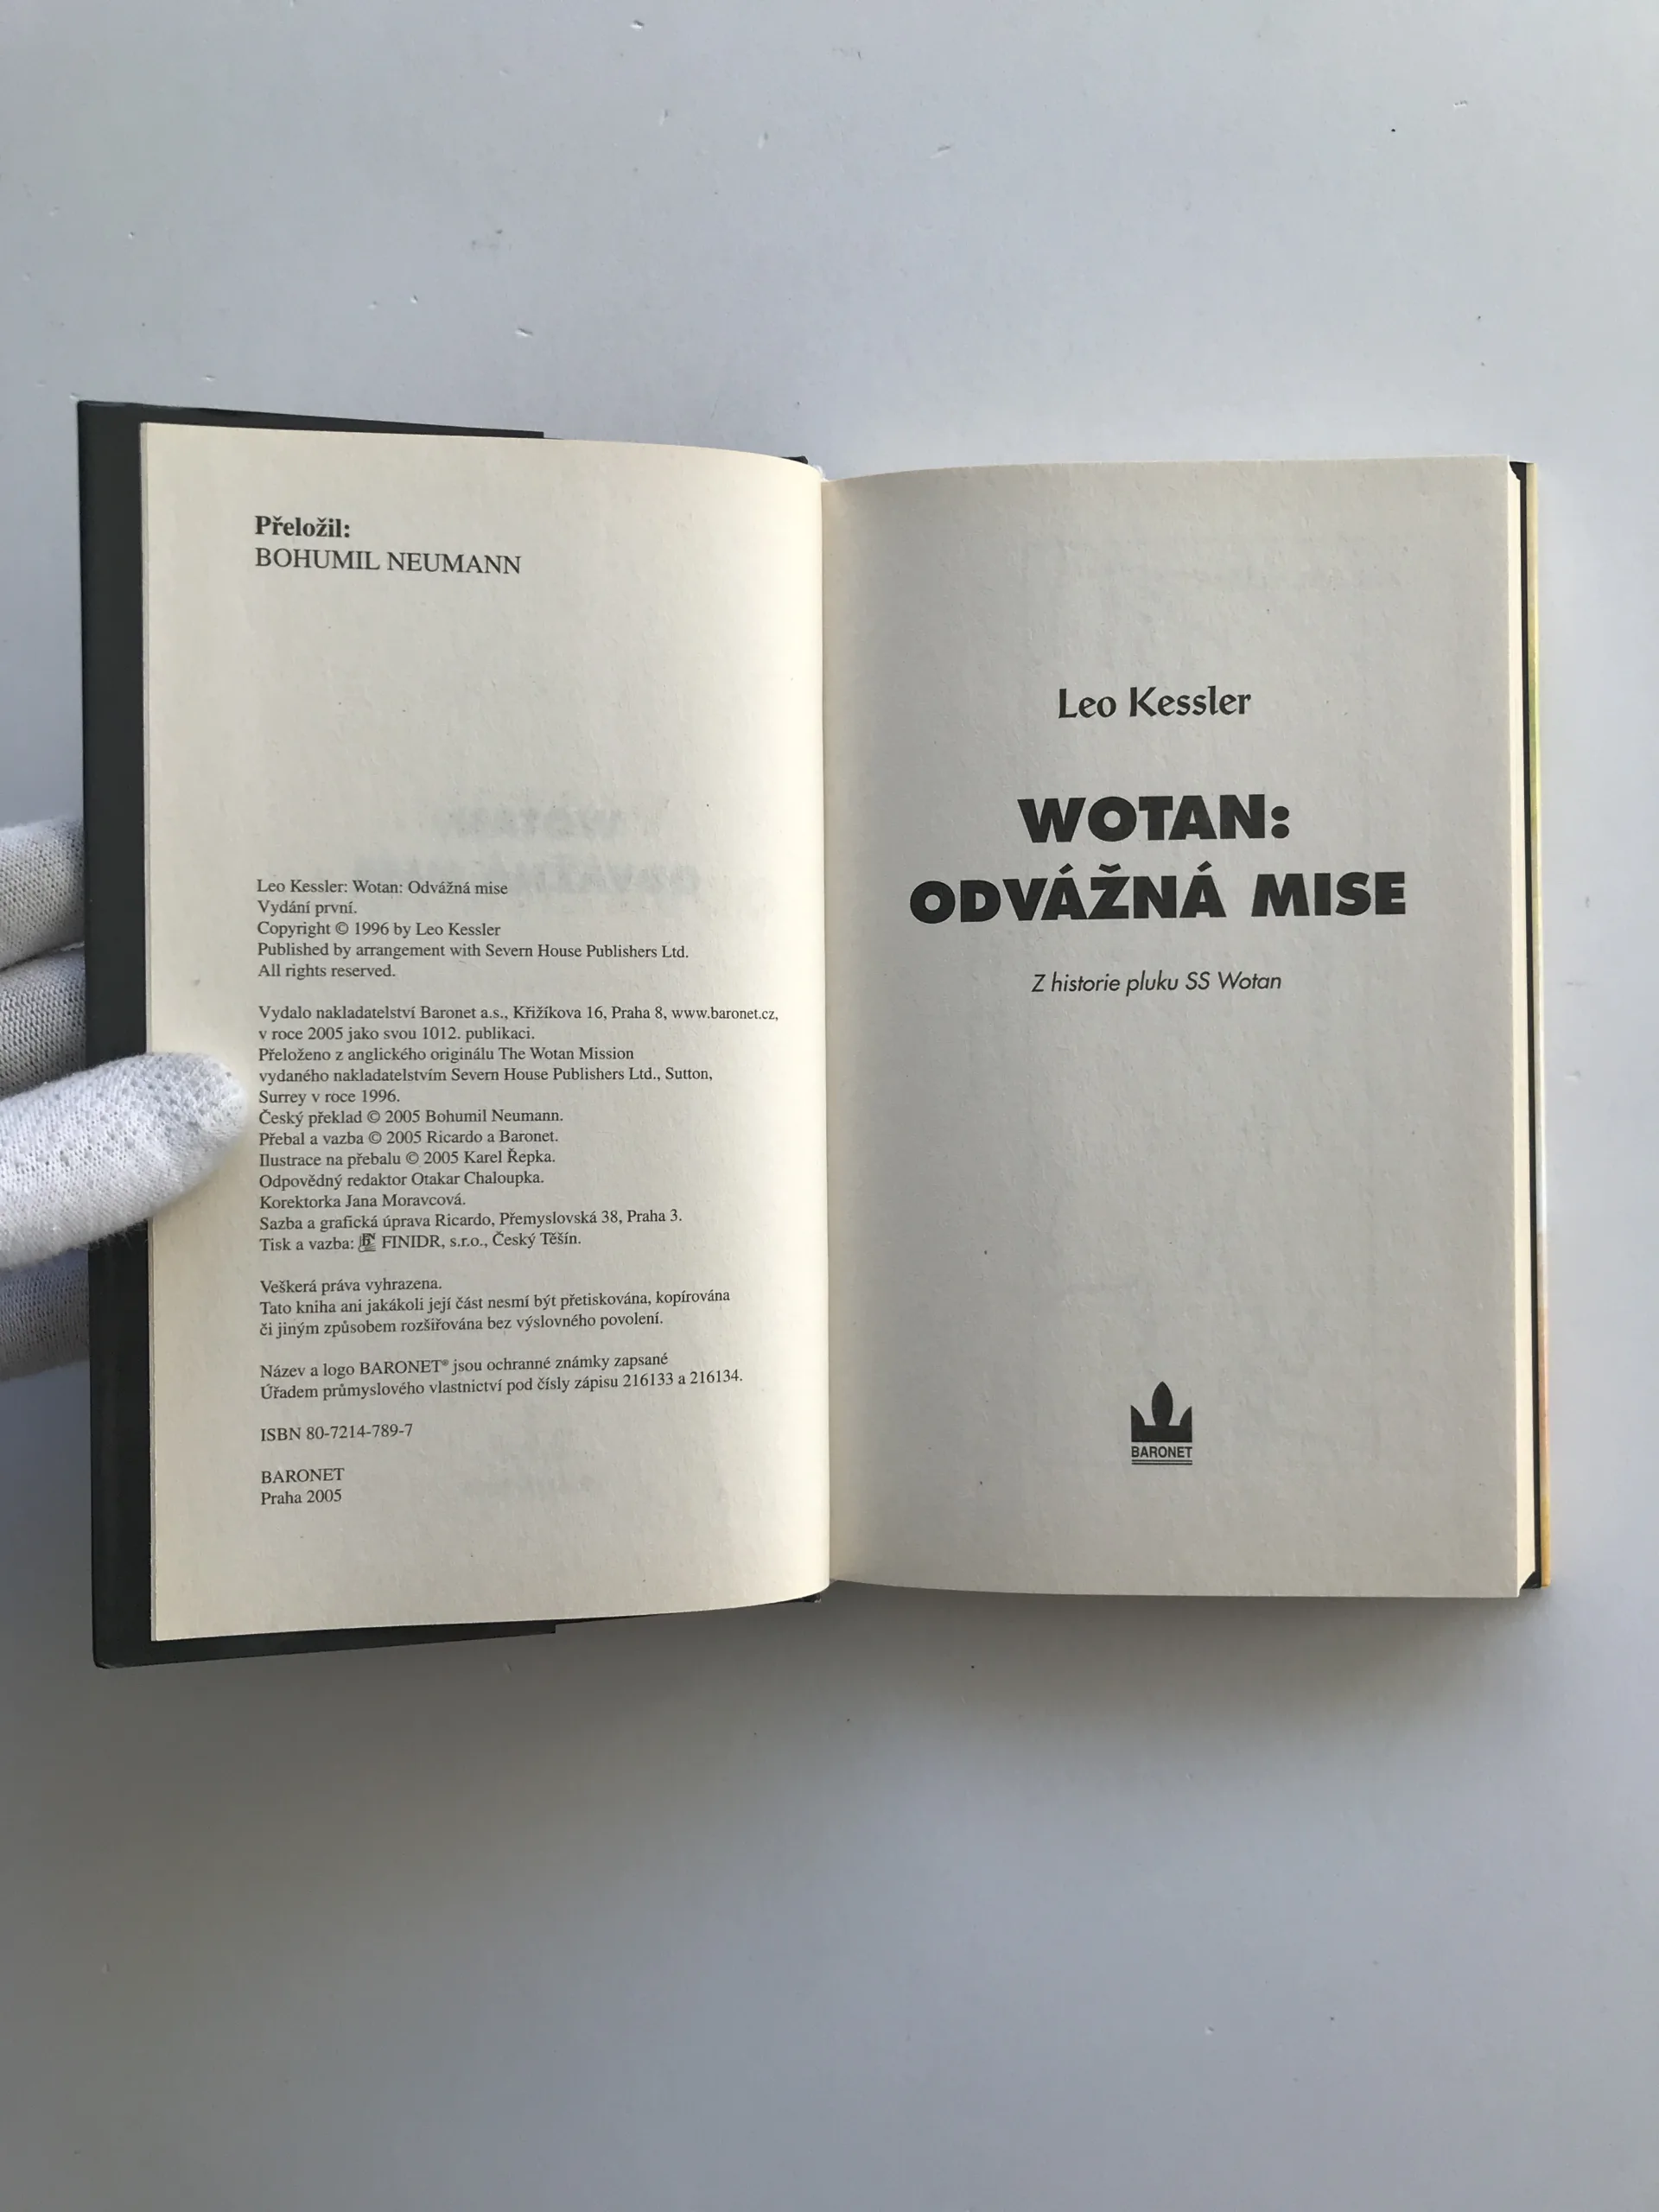 Přeložil:
BOHUMIL NEUMANN
Leo Kessler: Wotan: Odvážná mise
Vydání první.
Copyright © 1996 by Leo Kessler
Published by arrangement with Severn House Publishers Ltd.
All rights reserved.
Vydalo nakladatelství Baronet a.s., Křižíkova 16, Praha 8, www.baronet.cz,
v roce 2005 jako svou 1012. publikaci.
Přeloženo z anglického originálu The Wotan Mission
vydaného nakladatelstvím Severn House Publishers Ltd., Sutton,
Surrey v roce 1996.
Český překlad © 2005 Bohumil Neumann.
Přebal a vazba © 2005 Ricardo a Baronet.
Ilustrace na přebalu © 2005 Karel Řepka.
Odpovědný redaktor Otakar Chaloupka.
Korektorka Jana Moravcová.
Sazba a grafická úprava Ricardo, Přemyslovská 38, Praha 3.
Tisk a vazba: FINIDR, s.r.o., Český Těšín.
Veškerá práva vyhrazena.
Tato kniha ani jakákoli její část nesmí být přetiskována, kopírována
či jiným způsobem rozšiřována bez výslovného povolení.
Název a logo BARONET® jsou ochranné známky zapsané
Úřadem průmyslového vlastnictví pod čísly zápisu 216133 a 216134.
ISBN 80-7214-789-7
BARONET
Praha 2005
Leo Kessler
WOTAN:
ODVÁŽNÁ MISE
Z historie pluku SS Wotan
BARONET